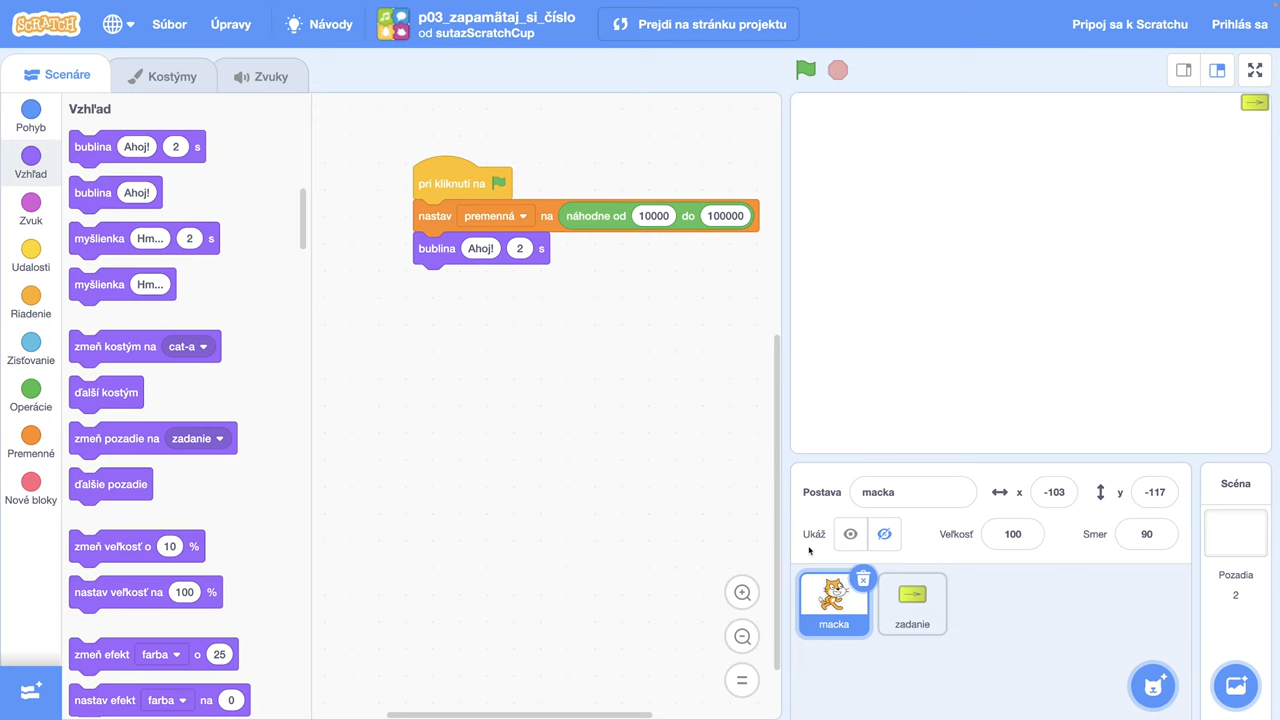 SCRATCH
Súbor
Úpravy
Návody
p03_zapamätaj_si_číslo
od sutazScratchCup
Prejdi na stránku projektu
Pripoj sa k Scratchu
Prihlás sa
Scenáre
Kostýmy
Zvuky
Pohyb
Vzhľad
Zvuk
Udalosti
Riadenie
Zisťovanie
Operácie
Premenné
Nové bloky
Vzhľad
bublina Ahoj! 2 s
bublina Ahoj!
myšlienka Hm... 2 s
myšlienka Hm...
zmeň kostým na cat-a
ďalší kostým
zmeň pozadie na zadanie
ďalšie pozadie
zmeň veľkosť o 10 %
nastav veľkosť na 100 %
zmeň efekt farba o 25
nastav efekt farba na 0
pri kliknutí na
nastav premenná na náhodne od 10000 do 100000
bublina Ahoj! 2 s
Postava macka x -103 y -117
Ukáž Veľkosť 100 Smer 90
macka
zadanie
Scéna
Pozadia
2